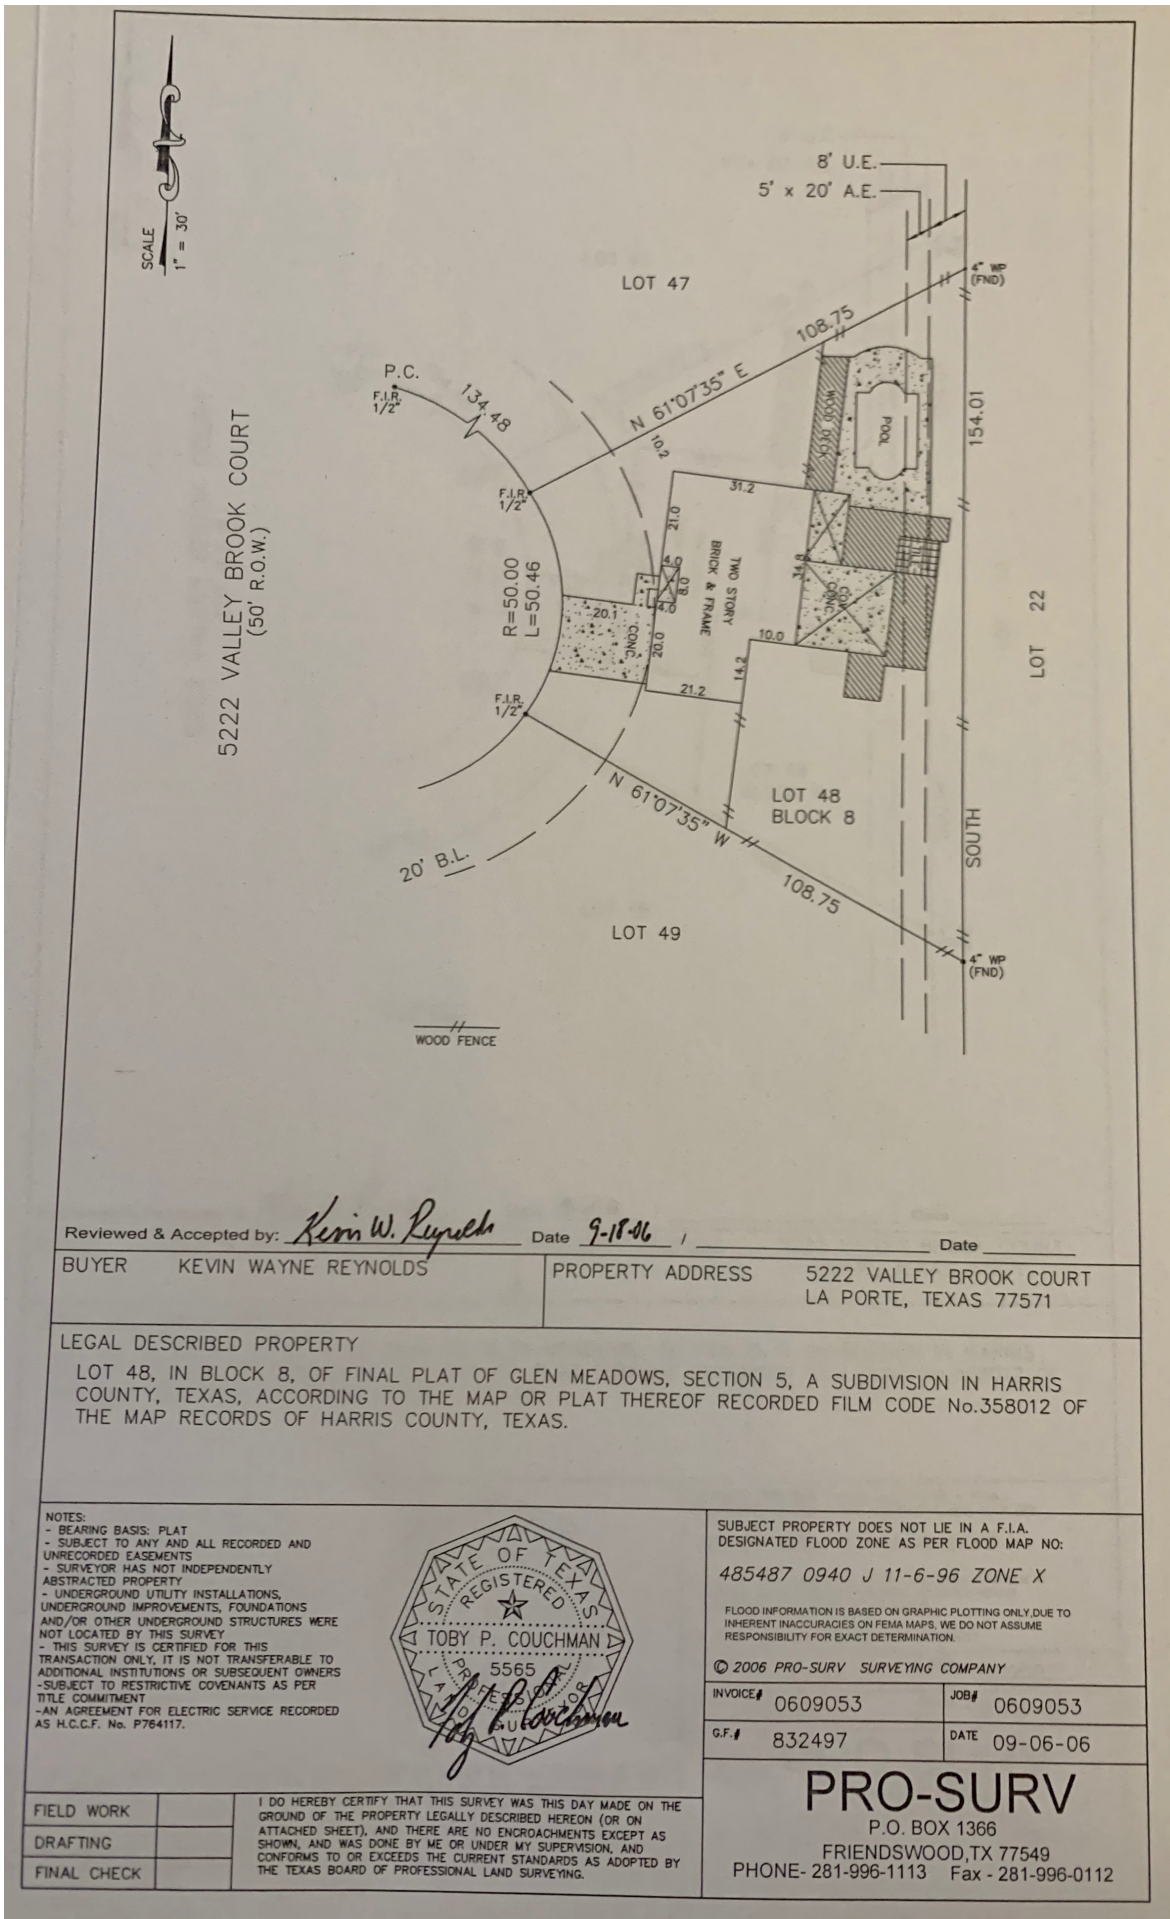 SCALE
1" = 30'
8' U.E.
5' x 20' A.E.
LOT 47
4" WP
(FND)
108.75
N 61°07'35" E
P.C.
F.I.R.
1/2"
134.48
10.2
WOOD DECK
POOL
154.01
5222 VALLEY BROOK COURT
(50' R.O.W.)
F.I.R.
1/2"
31.2
21.0
TWO STORY
BRICK & FRAME
4.0
8.0
4.0
34.8
COV.
CONC.
TILE
R=50.00
L=50.46
20.1
CONC.
20.0
10.0
14.2
21.2
LOT 22
F.I.R.
1/2"
N 61°07'35" W
LOT 48
BLOCK 8
SOUTH
20' B.L.
108.75
LOT 49
4" WP
(FND)
WOOD FENCE
Reviewed & Accepted by: Kevin W. Reynolds Date 9-18-06 / Date
BUYER KEVIN WAYNE REYNOLDS
PROPERTY ADDRESS 5222 VALLEY BROOK COURT
LA PORTE, TEXAS 77571
LEGAL DESCRIBED PROPERTY
LOT 48, IN BLOCK 8, OF FINAL PLAT OF GLEN MEADOWS, SECTION 5, A SUBDIVISION IN HARRIS
COUNTY, TEXAS, ACCORDING TO THE MAP OR PLAT THEREOF RECORDED FILM CODE No.358012 OF
THE MAP RECORDS OF HARRIS COUNTY, TEXAS.
NOTES:
- BEARING BASIS: PLAT
- SUBJECT TO ANY AND ALL RECORDED AND
UNRECORDED EASEMENTS
- SURVEYOR HAS NOT INDEPENDENTLY
ABSTRACTED PROPERTY
- UNDERGROUND UTILITY INSTALLATIONS,
UNDERGROUND IMPROVEMENTS, FOUNDATIONS
AND/OR OTHER UNDERGROUND STRUCTURES WERE
NOT LOCATED BY THIS SURVEY
- THIS SURVEY IS CERTIFIED FOR THIS
TRANSACTION ONLY, IT IS NOT TRANSFERABLE TO
ADDITIONAL INSTITUTIONS OR SUBSEQUENT OWNERS
-SUBJECT TO RESTRICTIVE COVENANTS AS PER
TITLE COMMITMENT
-AN AGREEMENT FOR ELECTRIC SERVICE RECORDED
AS H.C.C.F. No. P764117.
STATE OF TEXAS
REGISTERED
TOBY P. COUCHMAN
5565
PROFESSIONAL
LAND SURVEYOR
Toby P. Couchman
SUBJECT PROPERTY DOES NOT LIE IN A F.I.A.
DESIGNATED FLOOD ZONE AS PER FLOOD MAP NO:
485487 0940 J 11-6-96 ZONE X
FLOOD INFORMATION IS BASED ON GRAPHIC PLOTTING ONLY,DUE TO
INHERENT INACCURACIES ON FEMA MAPS, WE DO NOT ASSUME
RESPONSIBILITY FOR EXACT DETERMINATION.
© 2006 PRO-SURV SURVEYING COMPANY
INVOICE# 0609053
JOB# 0609053
G.F.# 832497
DATE 09-06-06
PRO-SURV
P.O. BOX 1366
FRIENDSWOOD,TX 77549
PHONE- 281-996-1113 Fax - 281-996-0112
FIELD WORK
DRAFTING
FINAL CHECK
I DO HEREBY CERTIFY THAT THIS SURVEY WAS THIS DAY MADE ON THE
GROUND OF THE PROPERTY LEGALLY DESCRIBED HEREON (OR ON
ATTACHED SHEET), AND THERE ARE NO ENCROACHMENTS EXCEPT AS
SHOWN, AND WAS DONE BY ME OR UNDER MY SUPERVISION, AND
CONFORMS TO OR EXCEEDS THE CURRENT STANDARDS AS ADOPTED BY
THE TEXAS BOARD OF PROFESSIONAL LAND SURVEYING.